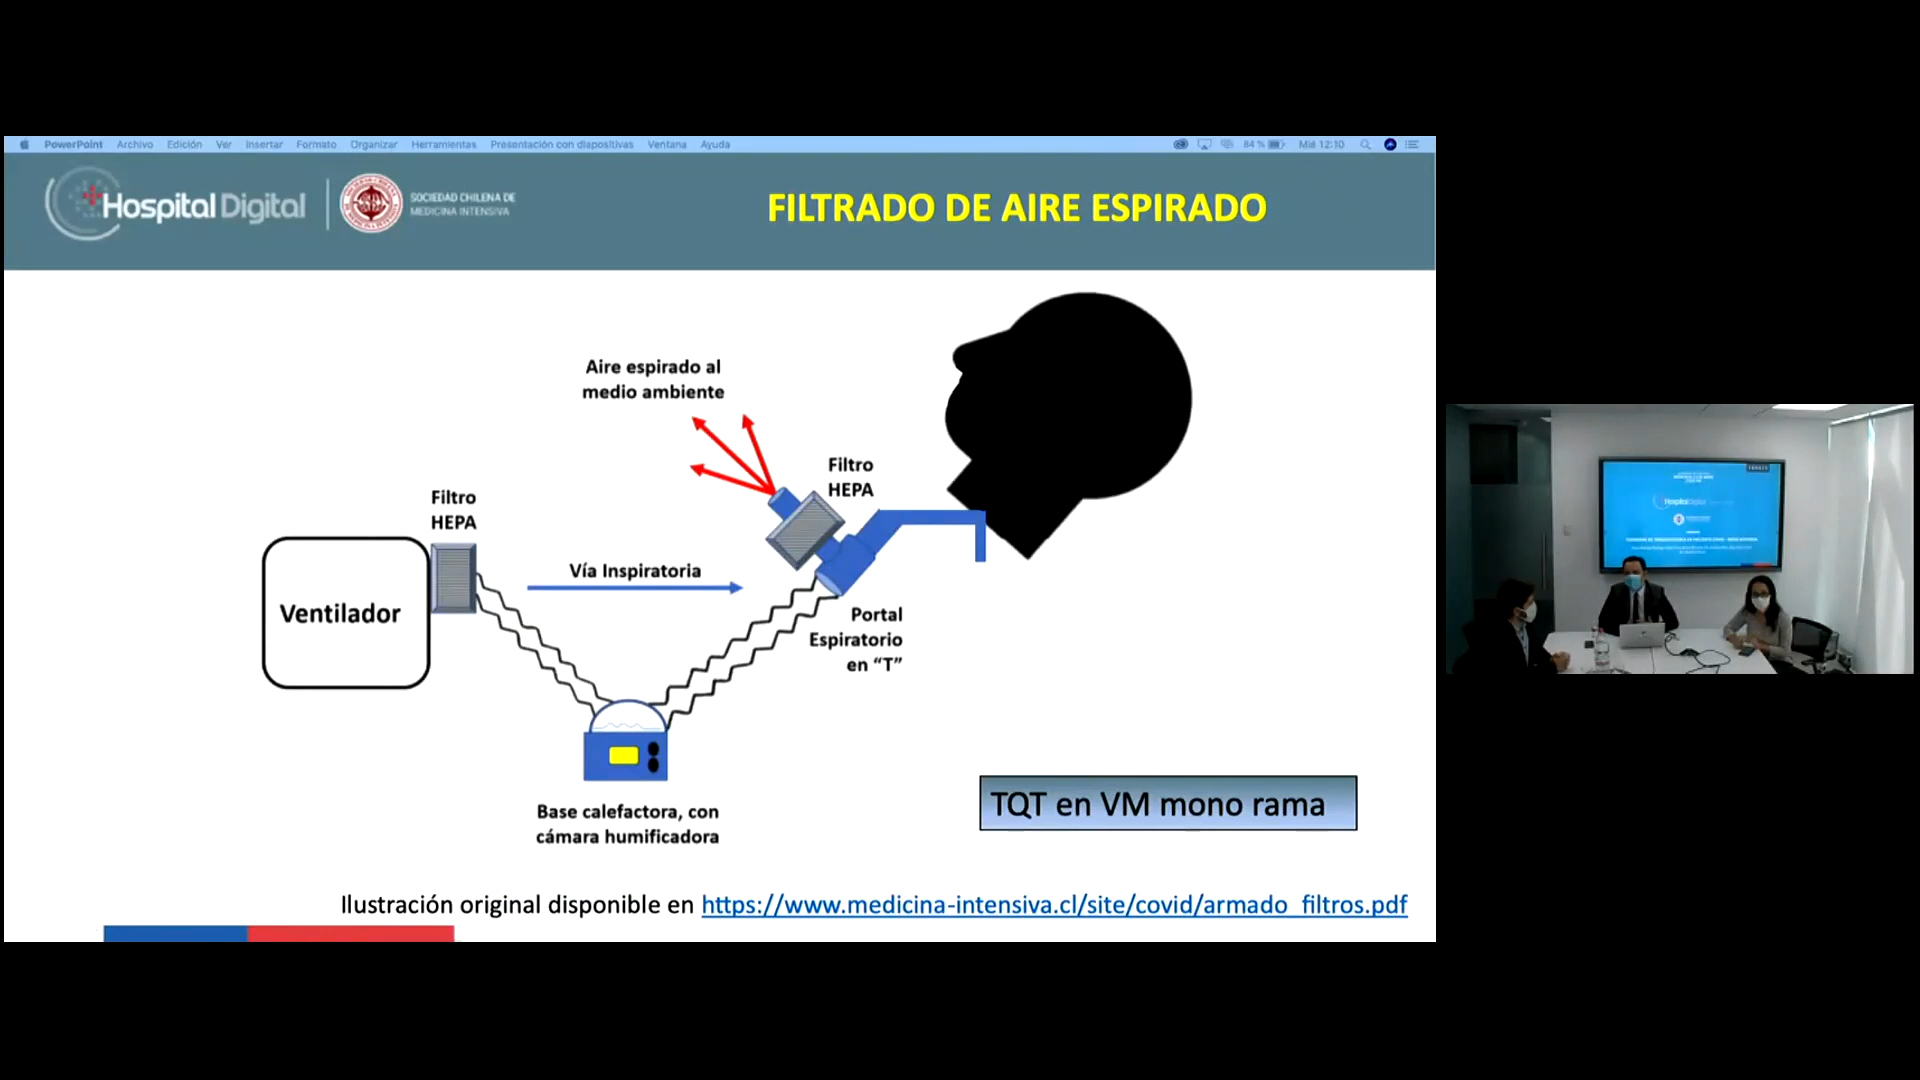 PowerPoint Archivo Edición Ver Insertar Formato Organizar Herramientas Presentación con diapositivas Ventana Ayuda
84 % Mié 12:10
Hospital Digital
SOCIEDAD CHILENA DE
MEDICINA INTENSIVA
FILTRADO DE AIRE ESPIRADO
Aire espirado al
medio ambiente
Filtro
HEPA
Filtro
HEPA
Vía Inspiratoria
Ventilador
Portal
Espiratorio
en “T”
Base calefactora, con
cámara humificadora
TQT en VM mono rama
Ilustración original disponible en https://www.medicina-intensiva.cl/site/covid/armado_filtros.pdf
Hospital Digital